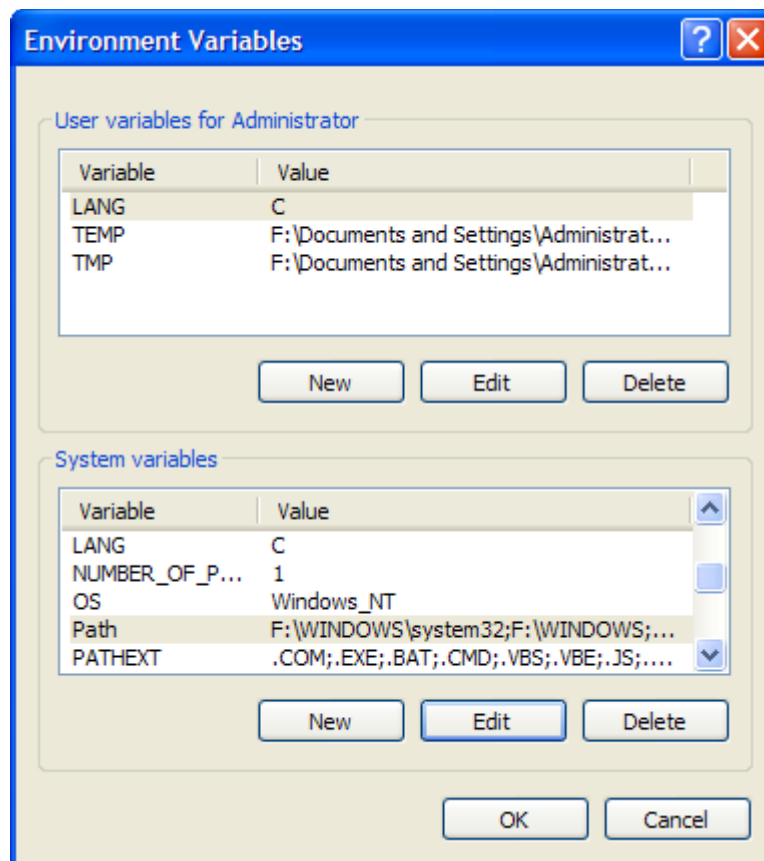 Environment Variables
User variables for Administrator
Variable Value
LANG C
TEMP F:\Documents and Settings\Administrat...
TMP F:\Documents and Settings\Administrat...
New Edit Delete
System variables
Variable Value
LANG C
NUMBER_OF_P... 1
OS Windows_NT
Path F:\WINDOWS\system32;F:\WINDOWS;...
PATHEXT .COM;.EXE;.BAT;.CMD;.VBS;.VBE;.JS;....
New Edit Delete
OK Cancel